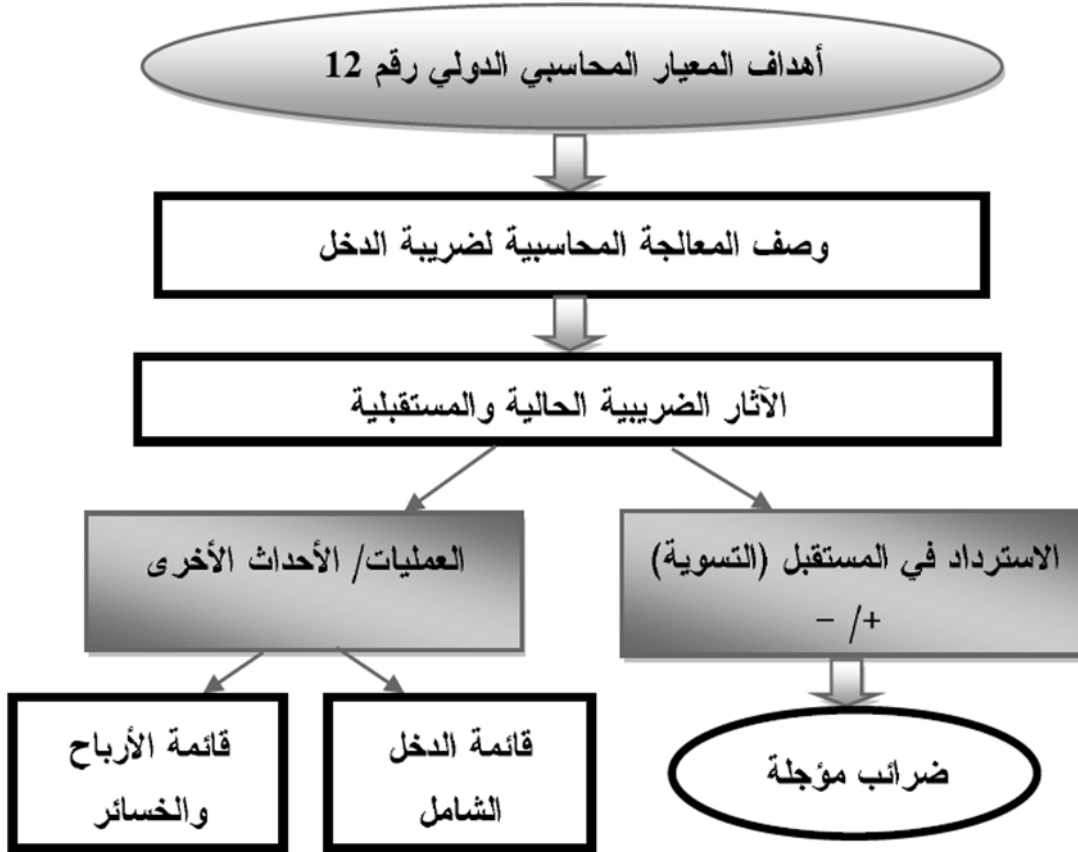 أهداف المعيار المحاسبي الدولي رقم 12
وصف المعالجة المحاسبية لضريبة الدخل
الآثار الضريبية الحالية والمستقبلية
الاسترداد في المستقبل (التسوية)
+/ –
العمليات/ الأحداث الأخرى
ضرائب مؤجلة
قائمة الدخل
الشامل
قائمة الأرباح
والخسائر